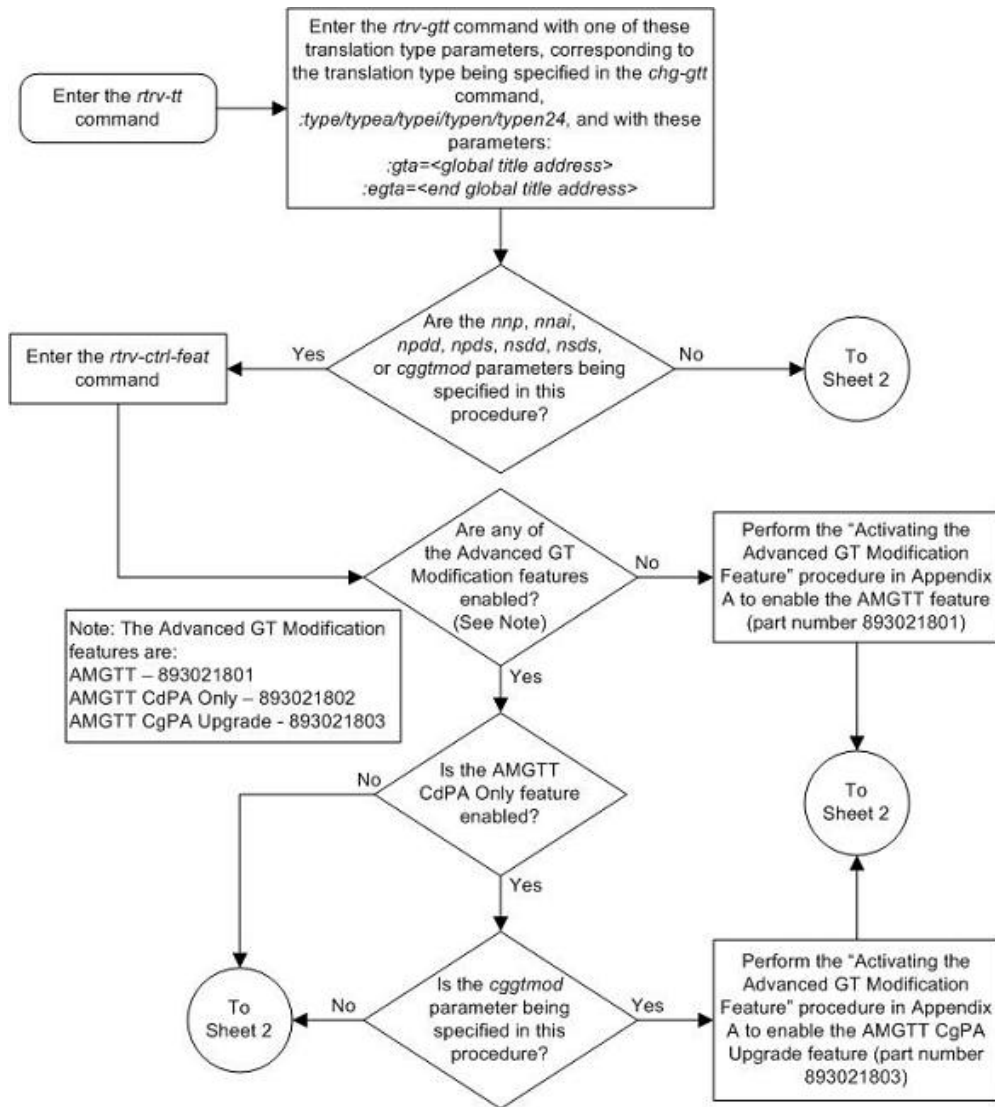 Enter the rtrv-tt
command
Enter the rtrv-gtt command with one of these
translation type parameters, corresponding to
the translation type being specified in the chg-gtt
command,
:type/typea/typei/typen/typen24, and with these
parameters:
:gta=<global title address>
:egta=<end global title address>
Are the nnp, nnai,
npdd, npds, nsdd, nsds,
or cggtmod parameters being
specified in this
procedure?
Yes
No
Enter the rtrv-ctrl-feat
command
To
Sheet 2
Are any of
the Advanced GT
Modification features
enabled?
(See Note)
No
Yes
Perform the “Activating the
Advanced GT Modification
Feature” procedure in Appendix
A to enable the AMGTT feature
(part number 893021801)
Note: The Advanced GT Modification
features are:
AMGTT – 893021801
AMGTT CdPA Only – 893021802
AMGTT CgPA Upgrade - 893021803
Is the AMGTT
CdPA Only feature
enabled?
No
Yes
To
Sheet 2
Is the cggtmod
parameter being
specified in this
procedure?
No
Yes
To
Sheet 2
Perform the “Activating the
Advanced GT Modification
Feature” procedure in Appendix
A to enable the AMGTT CgPA
Upgrade feature (part number
893021803)